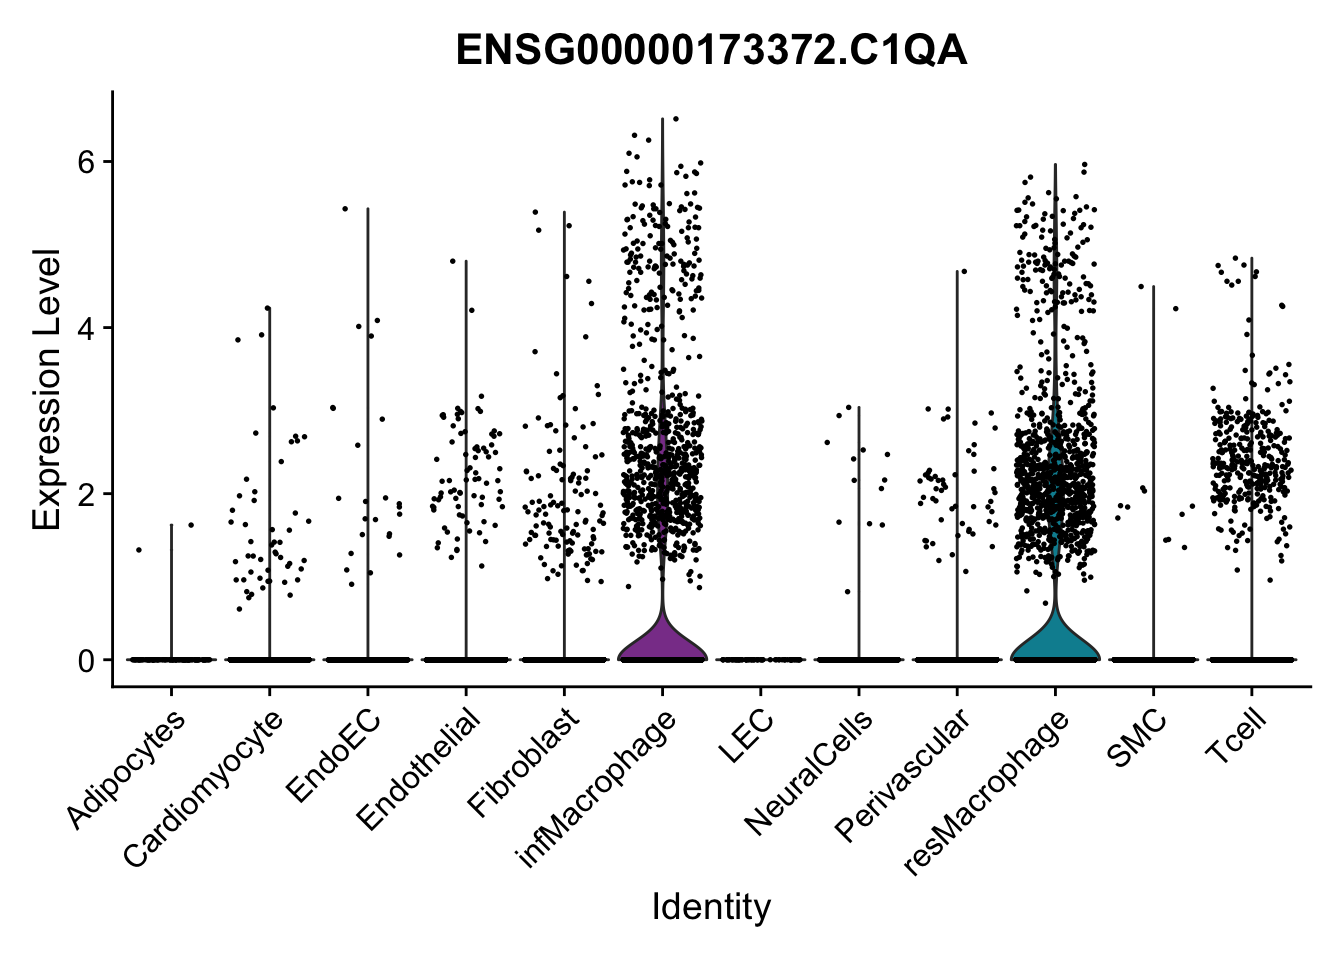 ENSG00000173372.C1QA
Expression Level
6
4
2
0
Adipocytes
Cardiomyocyte
EndoEC
Endothelial
Fibroblast
infMacrophage
LEC
NeuralCells
Perivascular
resMacrophage
SMC
Tcell
Identity